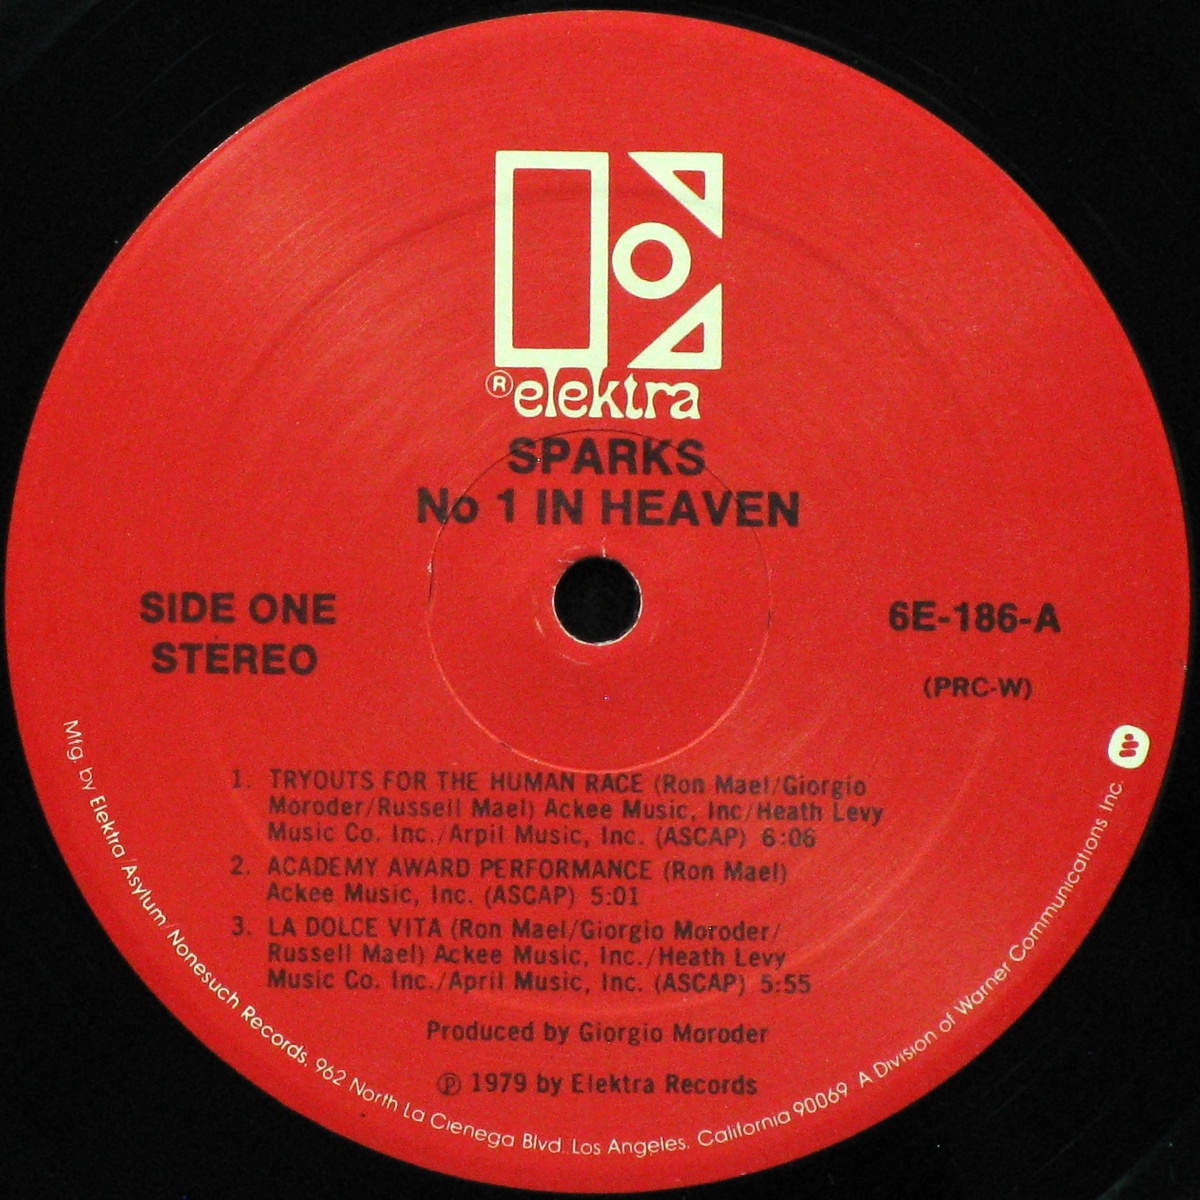 ® elektra
SPARKS
No 1 IN HEAVEN
SIDE ONE
STEREO
6E-186-A
(PRC-W)
1. TRYOUTS FOR THE HUMAN RACE (Ron Mael/Giorgio
Moroder/Russell Mael) Ackee Music, Inc/Heath Levy
Music Co. Inc./Arpil Music, Inc. (ASCAP) 6:06
2. ACADEMY AWARD PERFORMANCE (Ron Mael)
Ackee Music, Inc. (ASCAP) 5:01
3. LA DOLCE VITA (Ron Mael/Giorgio Moroder/
Russell Mael) Ackee Music, Inc./Heath Levy
Music Co. Inc./April Music, Inc. (ASCAP) 5:55
Produced by Giorgio Moroder
℗ 1979 by Elektra Records
Mfg. by Elektra/Asylum/Nonesuch Records, 962 North La Cienega Blvd., Los Angeles, California 90069 A Division of Warner Communications Inc.